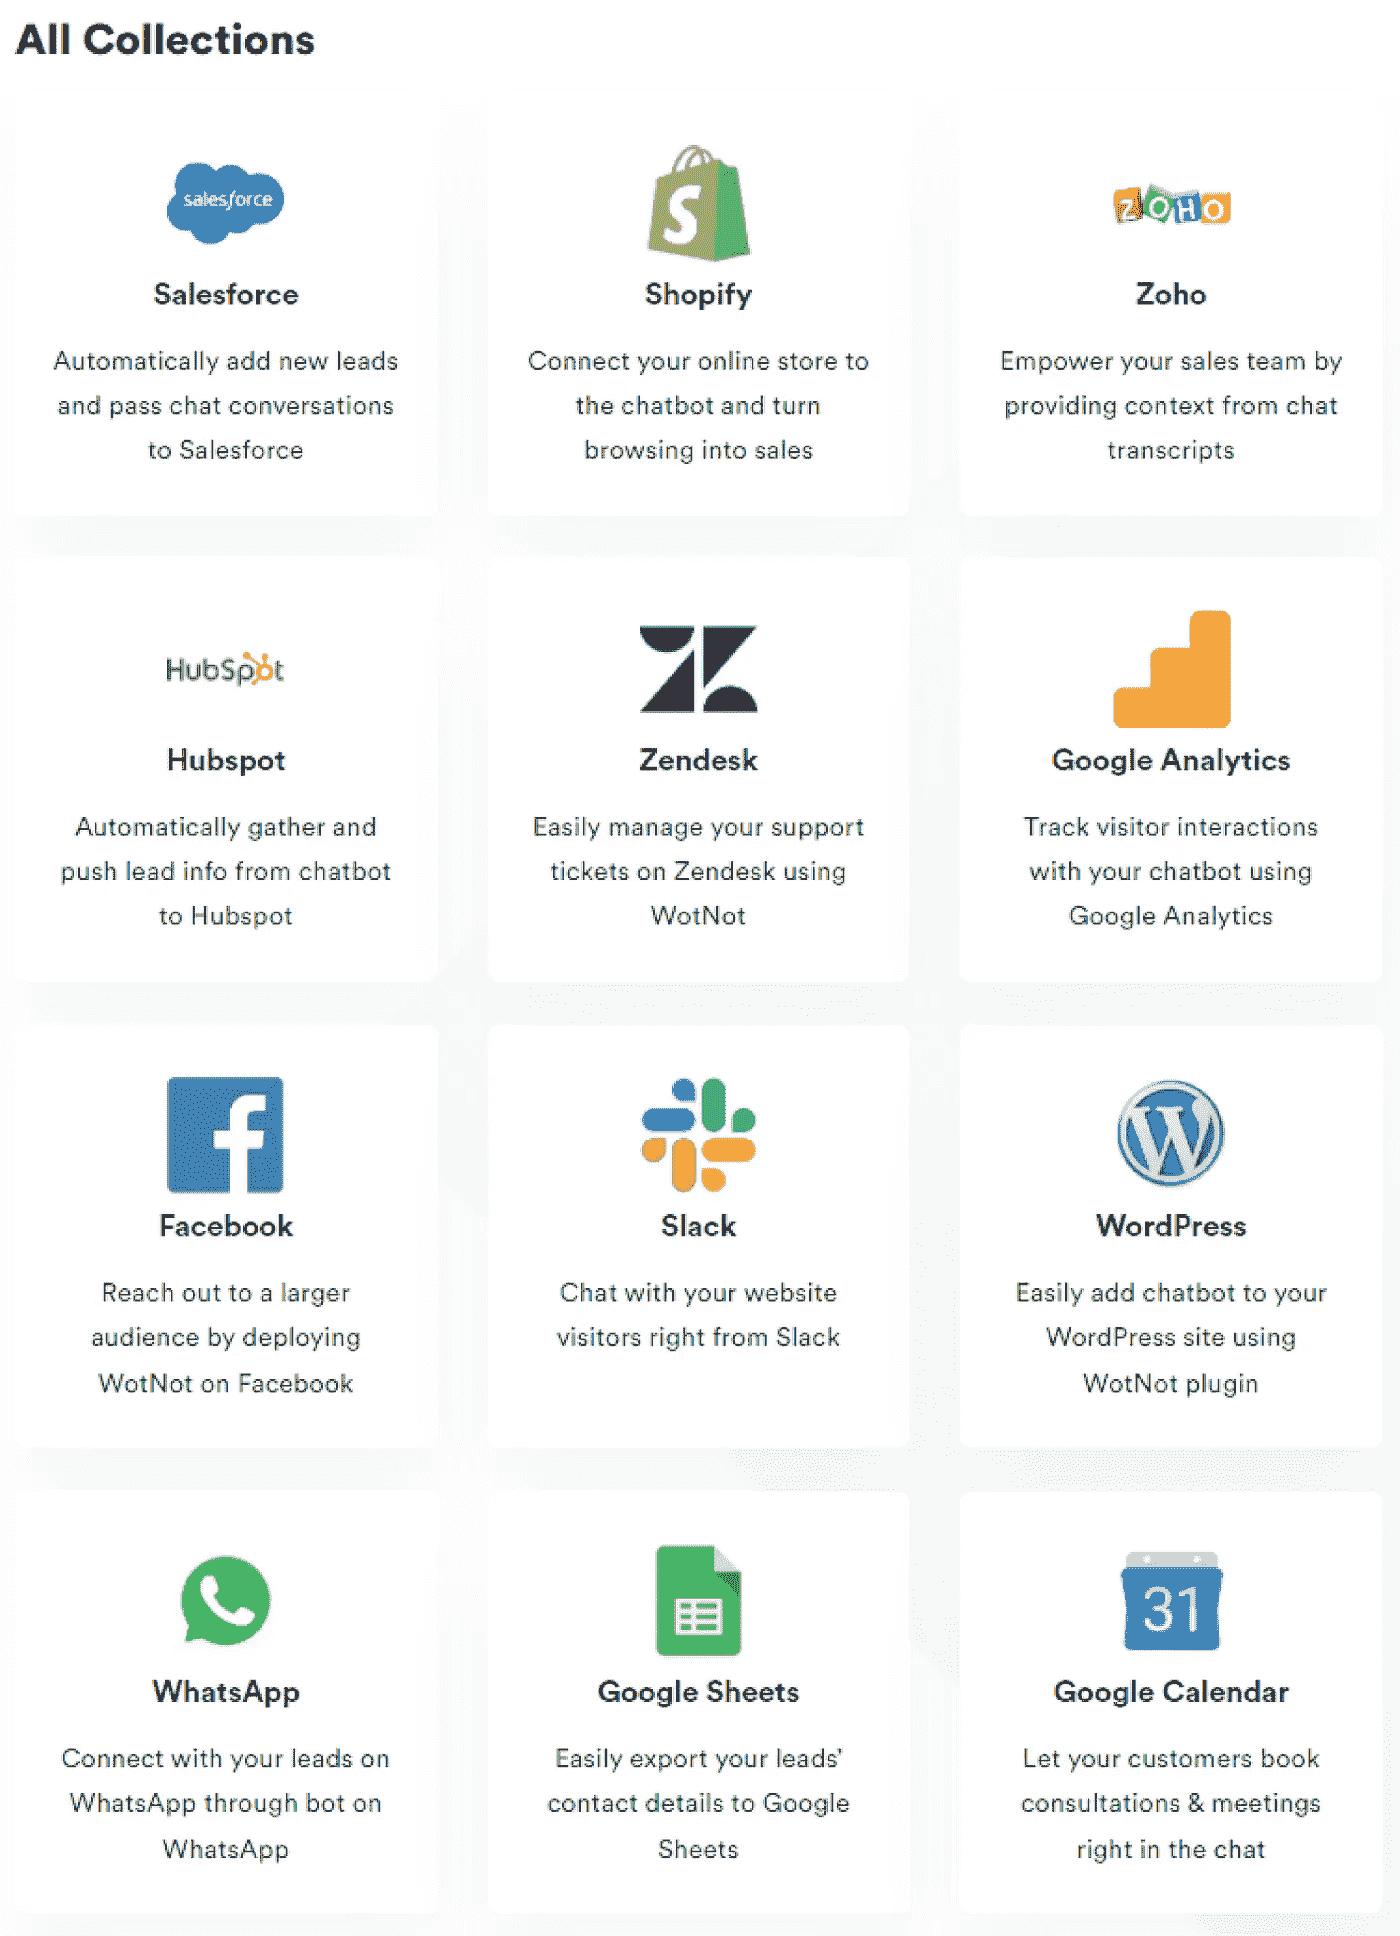 All Collections
salesforce
Salesforce
Automatically add new leads
and pass chat conversations
to Salesforce
S
Shopify
Connect your online store to
the chatbot and turn
browsing into sales
ZOHO
Zoho
Empower your sales team by
providing context from chat
transcripts
HubSpot
Hubspot
Automatically gather and
push lead info from chatbot
to Hubspot
Zendesk
Easily manage your support
tickets on Zendesk using
WotNot
Google Analytics
Track visitor interactions
with your chatbot using
Google Analytics
f
Facebook
Reach out to a larger
audience by deploying
WotNot on Facebook
Slack
Chat with your website
visitors right from Slack
W
WordPress
Easily add chatbot to your
WordPress site using
WotNot plugin
WhatsApp
Connect with your leads on
WhatsApp through bot on
WhatsApp
Google Sheets
Easily export your leads'
contact details to Google
Sheets
31
Google Calendar
Let your customers book
consultations & meetings
right in the chat